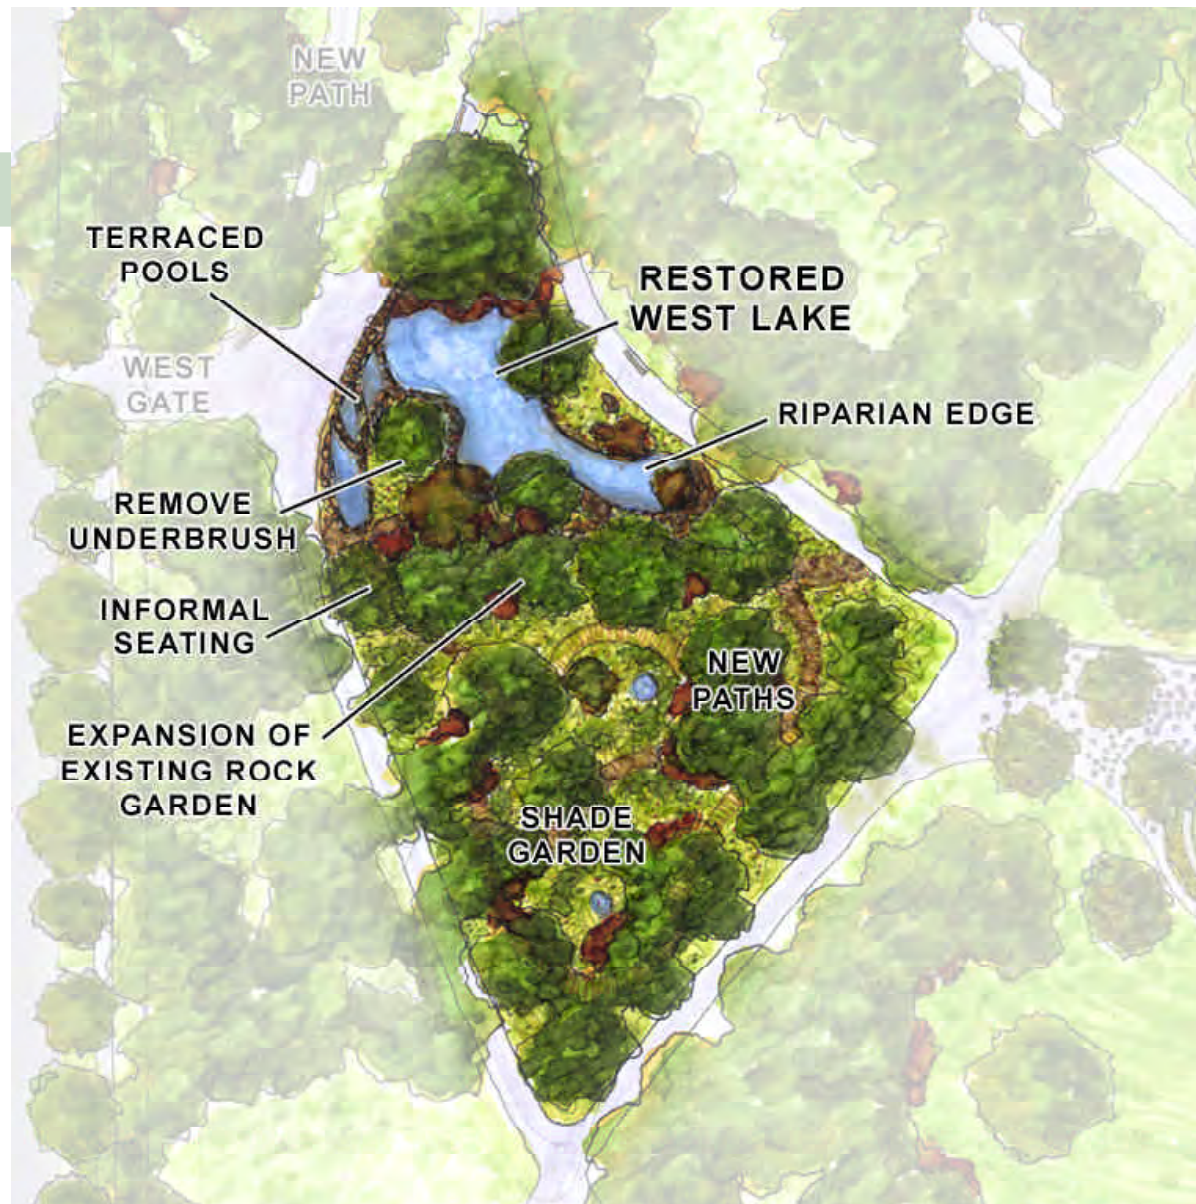 NEW
PATH
TERRACED
POOLS
RESTORED
WEST LAKE
WEST
GATE
RIPARIAN EDGE
REMOVE
UNDERBRUSH
INFORMAL
SEATING
NEW
PATHS
EXPANSION OF
EXISTING ROCK
GARDEN
SHADE
GARDEN